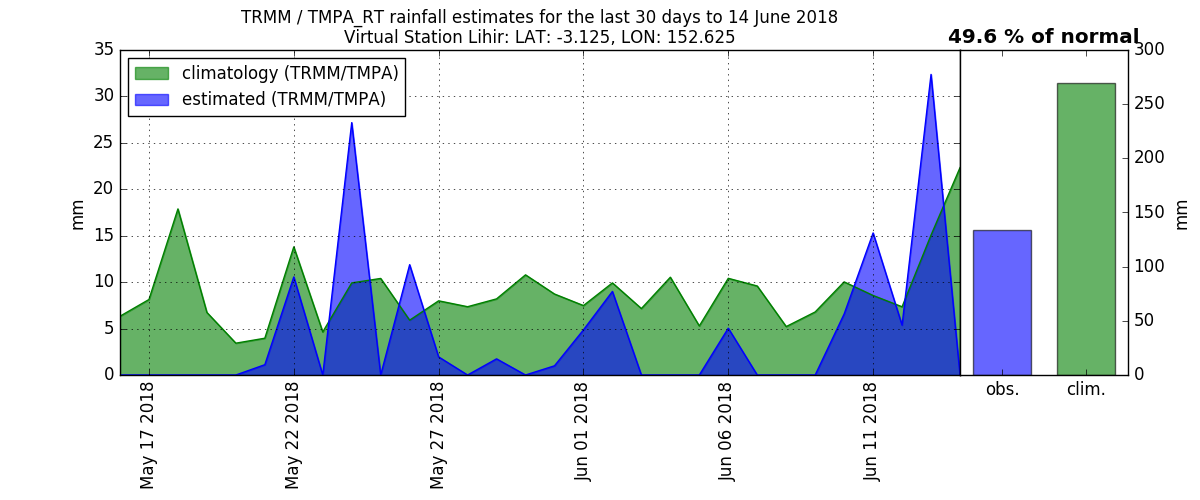 TRMM / TMPA_RT rainfall estimates for the last 30 days to 14 June 2018
Virtual Station Lihir: LAT: -3.125, LON: 152.625
49.6 % of normal
climatology (TRMM/TMPA)
estimated (TRMM/TMPA)
mm
35
30
25
20
15
10
5
0
May 17 2018
May 22 2018
May 27 2018
Jun 01 2018
Jun 06 2018
Jun 11 2018
obs.
clim.
300
250
200
150
100
50
0
mm